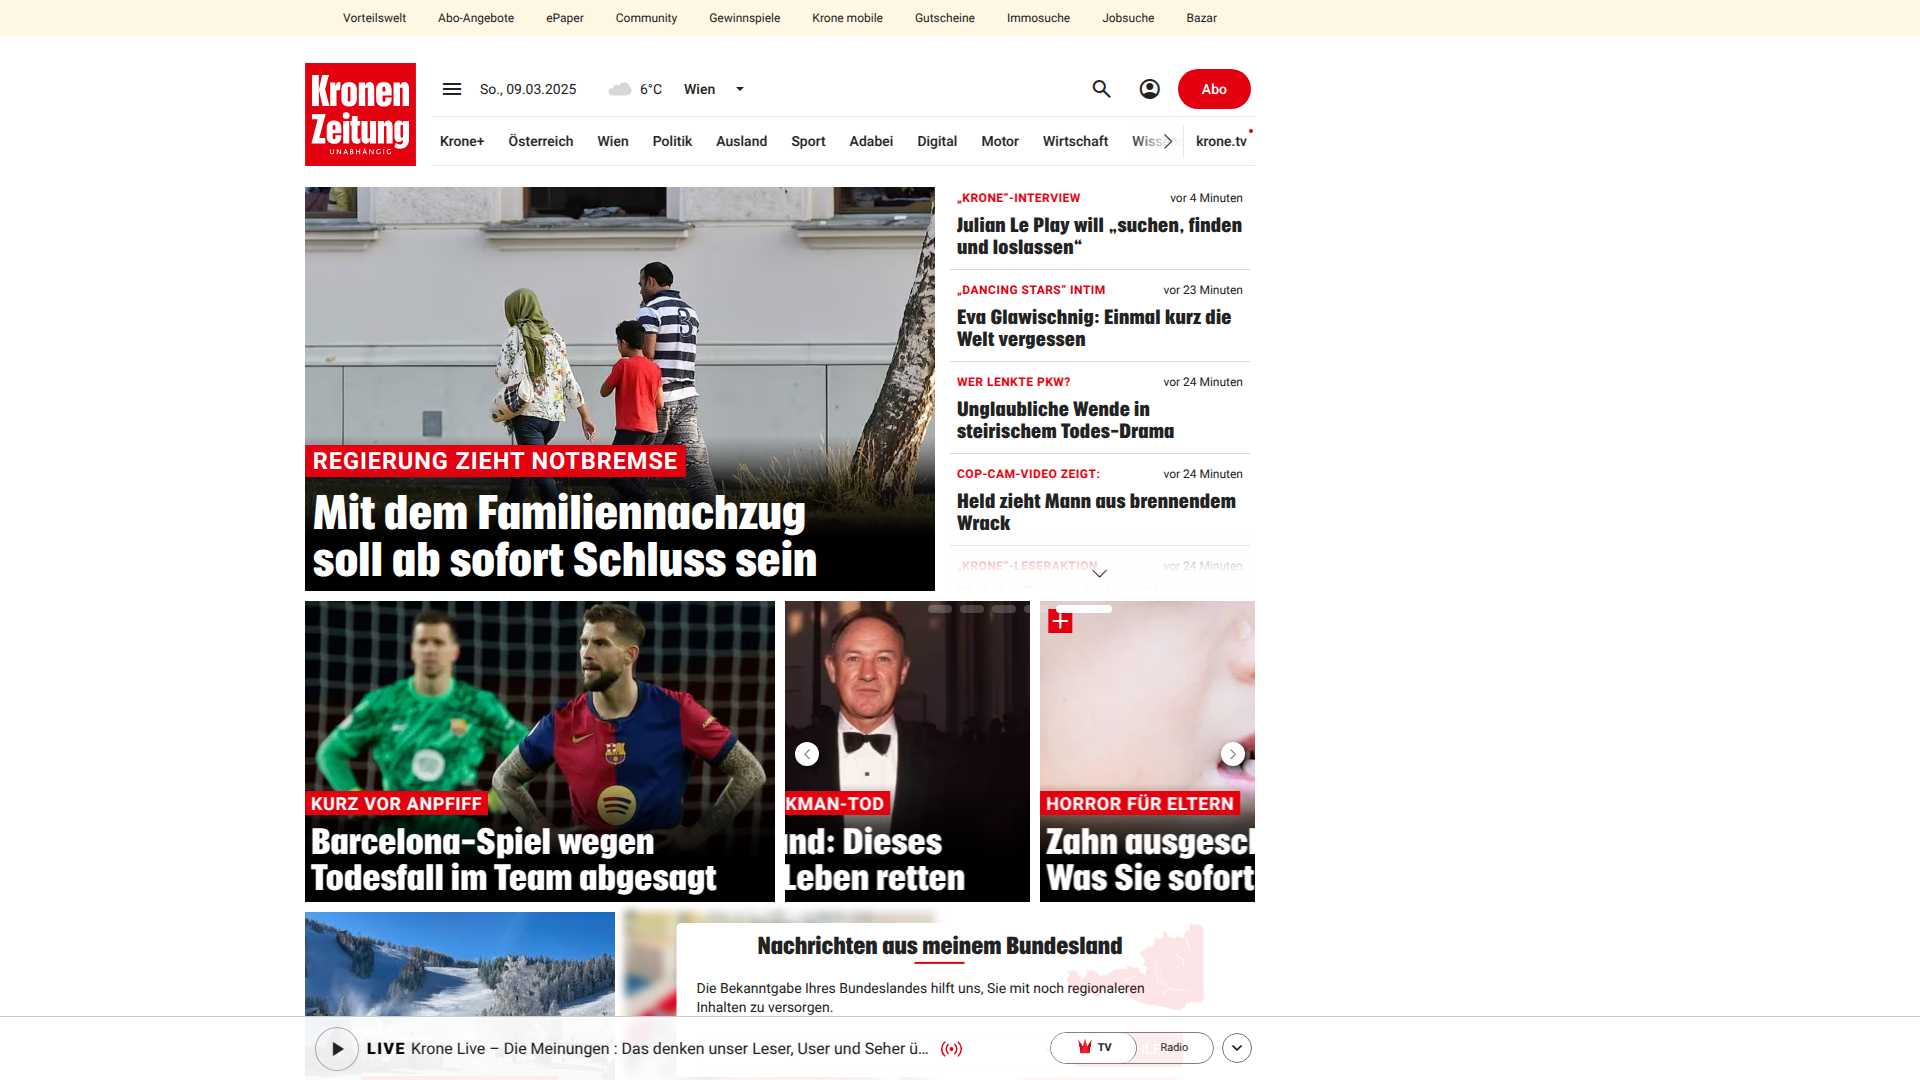 Vorteilswelt Abo-Angebote ePaper Community Gewinnspiele Krone mobile Gutscheine Immosuche Jobsuche Bazar
Kronen
Zeitung
UNABHÄNGIG
So., 09.03.2025 6°C Wien Abo
Krone+ Österreich Wien Politik Ausland Sport Adabei Digital Motor Wirtschaft krone.tv
REGIERUNG ZIEHT NOTBREMSE
Mit dem Familiennachzug
soll ab sofort Schluss sein
„KRONE“-INTERVIEW vor 4 Minuten
Julian Le Play will „suchen, finden
und loslassen“
„DANCING STARS“ INTIM vor 23 Minuten
Eva Glawischnig: Einmal kurz die
Welt vergessen
WER LENKTE PKW? vor 24 Minuten
Unglaubliche Wende in
steirischem Todes-Drama
COP-CAM-VIDEO ZEIGT: vor 24 Minuten
Held zieht Mann aus brennendem
Wrack
„KRONE“-LESERAKTION vor 24 Minuten
KURZ VOR ANPFIFF
Barcelona-Spiel wegen
Todesfall im Team abgesagt
KMAN-TOD
nd: Dieses
Leben retten
HORROR FÜR ELTERN
Zahn ausgesch
Was Sie sofort
Nachrichten aus meinem Bundesland
Die Bekanntgabe Ihres Bundeslandes hilft uns, Sie mit noch regionaleren
Inhalten zu versorgen.
LIVE Krone Live – Die Meinungen : Das denken unser Leser, User und Seher ü... TV Radio